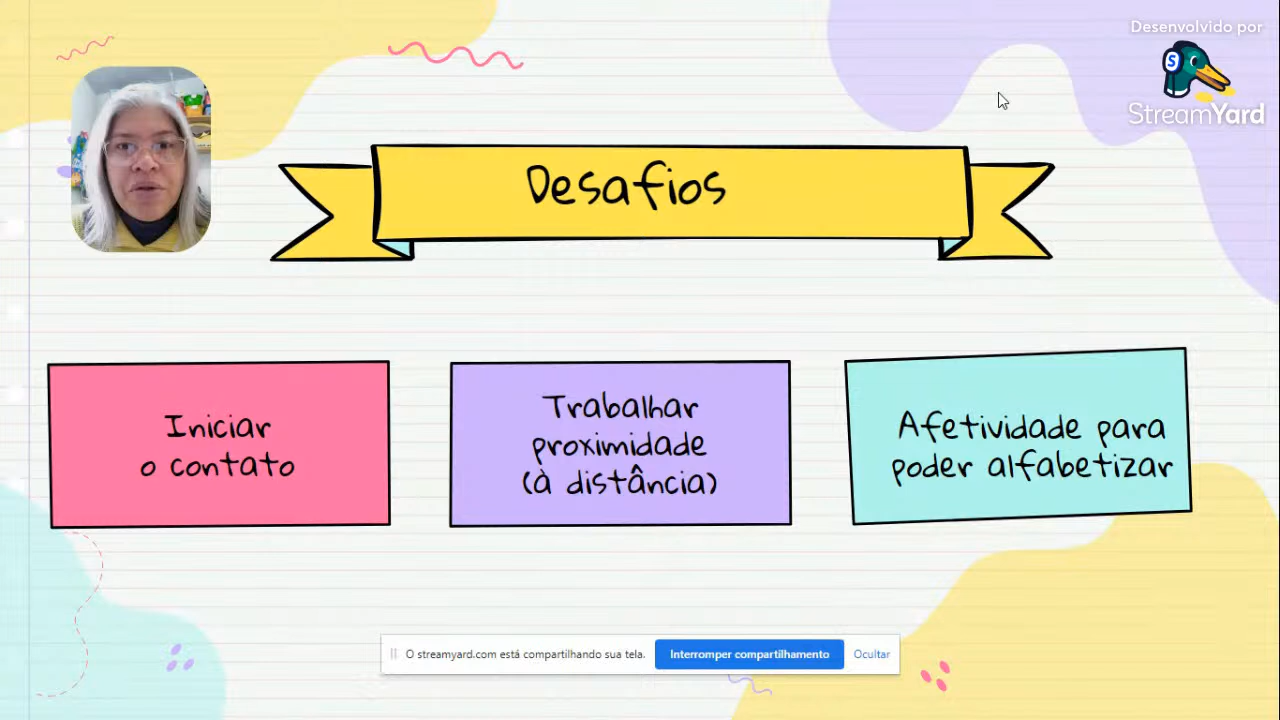 Desenvolvido por
S
StreamYard
Desafios
Iniciar
o contato
Trabalhar
proximidade
(à distância)
Afetividade para
poder alfabetizar
O streamyard.com está compartilhando sua tela. Interromper compartilhamento Ocultar